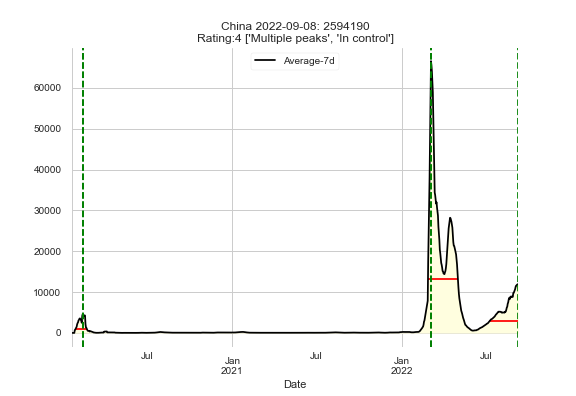 China 2022-09-08: 2594190
Rating:4 ['Multiple peaks', 'In control']
Average-7d
60000
50000
40000
30000
20000
10000
0
Jul
Jan
2021
Jul
Jan
2022
Jul
Date